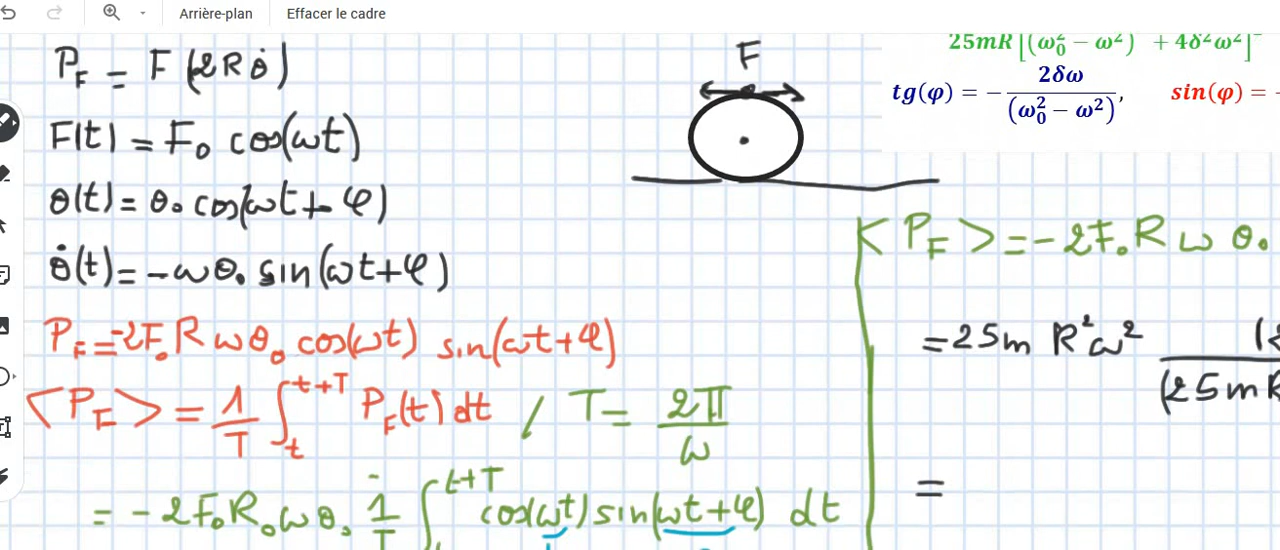 Arrière-plan Effacer le cadre
P_F = F (2Rθ̇)
F(t) = F₀ cos(ωt)
θ(t) = θ₀ cos(ωt + φ)
θ̇(t) = -ωθ₀ sin(ωt+φ)
P_F = -2F₀ R ω θ₀ cos(ωt) sin(ωt+φ)
<P_F> = 1/T ∫_t^{t+T} P_F(t) dt / T = 2π/ω
= -2F₀R₀ωθ₀ 1/T ∫^{t+T} cos(ωt) sin(ωt+φ) dt
F
25mR [(ω₀² − ω²) + 4δ²ω²]
tg(φ) = − 2δω/(ω₀² − ω²), sin(φ) = −
<P_F> = -2F₀Rωθ₀
= 25m R²ω²
(25mR
=